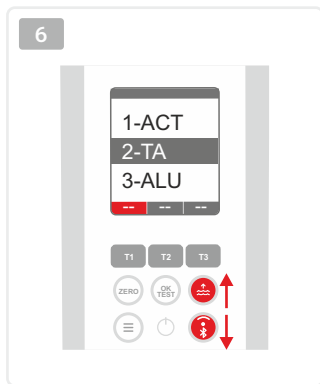 6
1-ACT
2-TA
3-ALU
-- -- --
T1 T2 T3
ZERO OK TEST